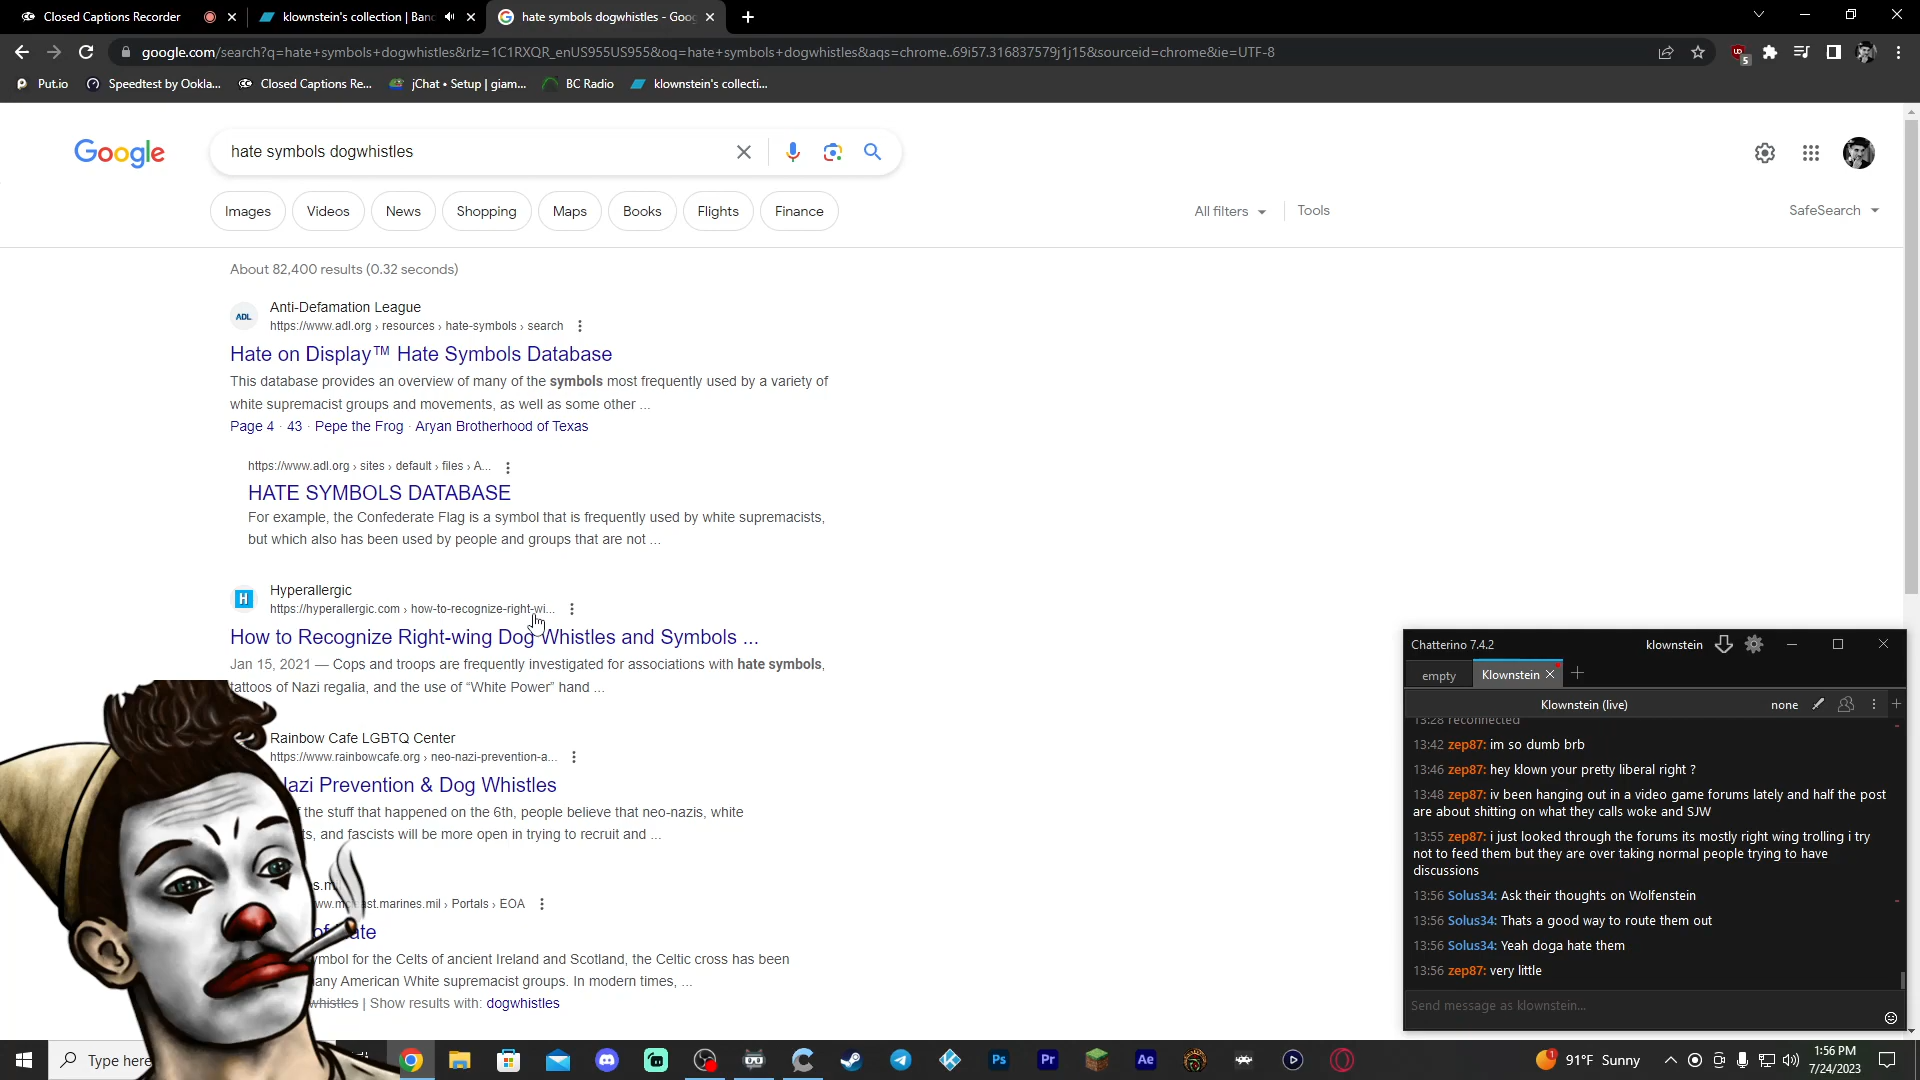 Closed Captions Recorder
klownstein's collection | Banc
hate symbols dogwhistles - Goog
google.com/search?q=hate+symbols+dogwhistles&rlz=1C1RXQR_enUS955US955&oq=hate+symbols+dogwhistles&aqs=chrome..69i57.316837579j1j15&sourceid=chrome&ie=UTF-8
5
Put.io
Speedtest by Ookla...
Closed Captions Re...
jChat • Setup | giam...
BC Radio
klownstein's collecti...
Google
hate symbols dogwhistles
Images
Videos
News
Shopping
Maps
Books
Flights
Finance
All filters
Tools
SafeSearch
About 82,400 results (0.32 seconds)
ADL
Anti-Defamation League
https://www.adl.org › resources › hate-symbols › search
Hate on Display™ Hate Symbols Database
This database provides an overview of many of the symbols most frequently used by a variety of
white supremacist groups and movements, as well as some other ...
Page 4 · 43 · Pepe the Frog · Aryan Brotherhood of Texas
https://www.adl.org › sites › default › files › A...
HATE SYMBOLS DATABASE
For example, the Confederate Flag is a symbol that is frequently used by white supremacists,
but which also has been used by people and groups that are not ...
H
Hyperallergic
https://hyperallergic.com › how-to-recognize-right-wi...
How to Recognize Right-wing Dog Whistles and Symbols ...
Jan 15, 2021 — Cops and troops are frequently investigated for associations with hate symbols,
tattoos of Nazi regalia, and the use of “White Power” hand ...
Rainbow Cafe LGBTQ Center
https://www.rainbowcafe.org › neo-nazi-prevention-a...
Prevention & Dog Whistles
the stuff that happened on the 6th, people believe that neo-nazis, white
and fascists will be more open in trying to recruit and ...
ast.marines.mil › Portals › EOA
of
for the Celts of ancient Ireland and Scotland, the Celtic cross has been
any American White supremacist groups. In modern times, ...
whistles | Show results with: dogwhistles
Chatterino 7.4.2
klownstein
empty
Klownstein
Klownstein (live)
none
13:28 reconnected
13:42 zep87: im so dumb brb
13:46 zep87: hey klown your pretty liberal right ?
13:48 zep87: iv been hanging out in a video game forums lately and half the post
are about shitting on what they calls woke and SJW
13:55 zep87: i just looked through the forums its mostly right wing trolling i try
not to feed them but they are over taking normal people trying to have
discussions
13:56 Solus34: Ask their thoughts on Wolfenstein
13:56 Solus34: Thats a good way to route them out
13:56 Solus34: Yeah doga hate them
13:56 zep87: very little
Send message as klownstein...
Type here
Ps
Pr
Ae
1
91°F Sunny
1:56 PM
7/24/2023